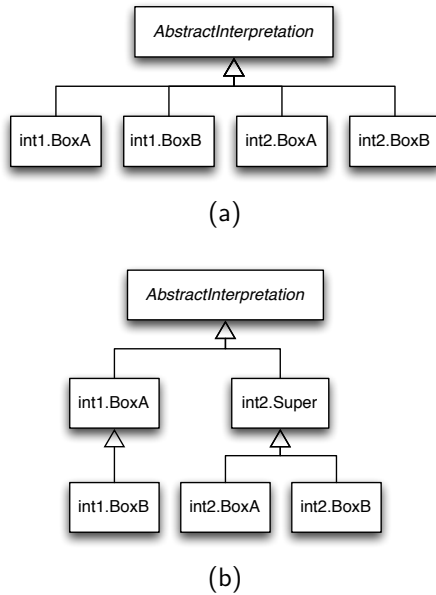 AbstractInterpretation
int1.BoxA int1.BoxB int2.BoxA int2.BoxB
(a)
AbstractInterpretation
int1.BoxA int2.Super
int1.BoxB int2.BoxA int2.BoxB
(b)